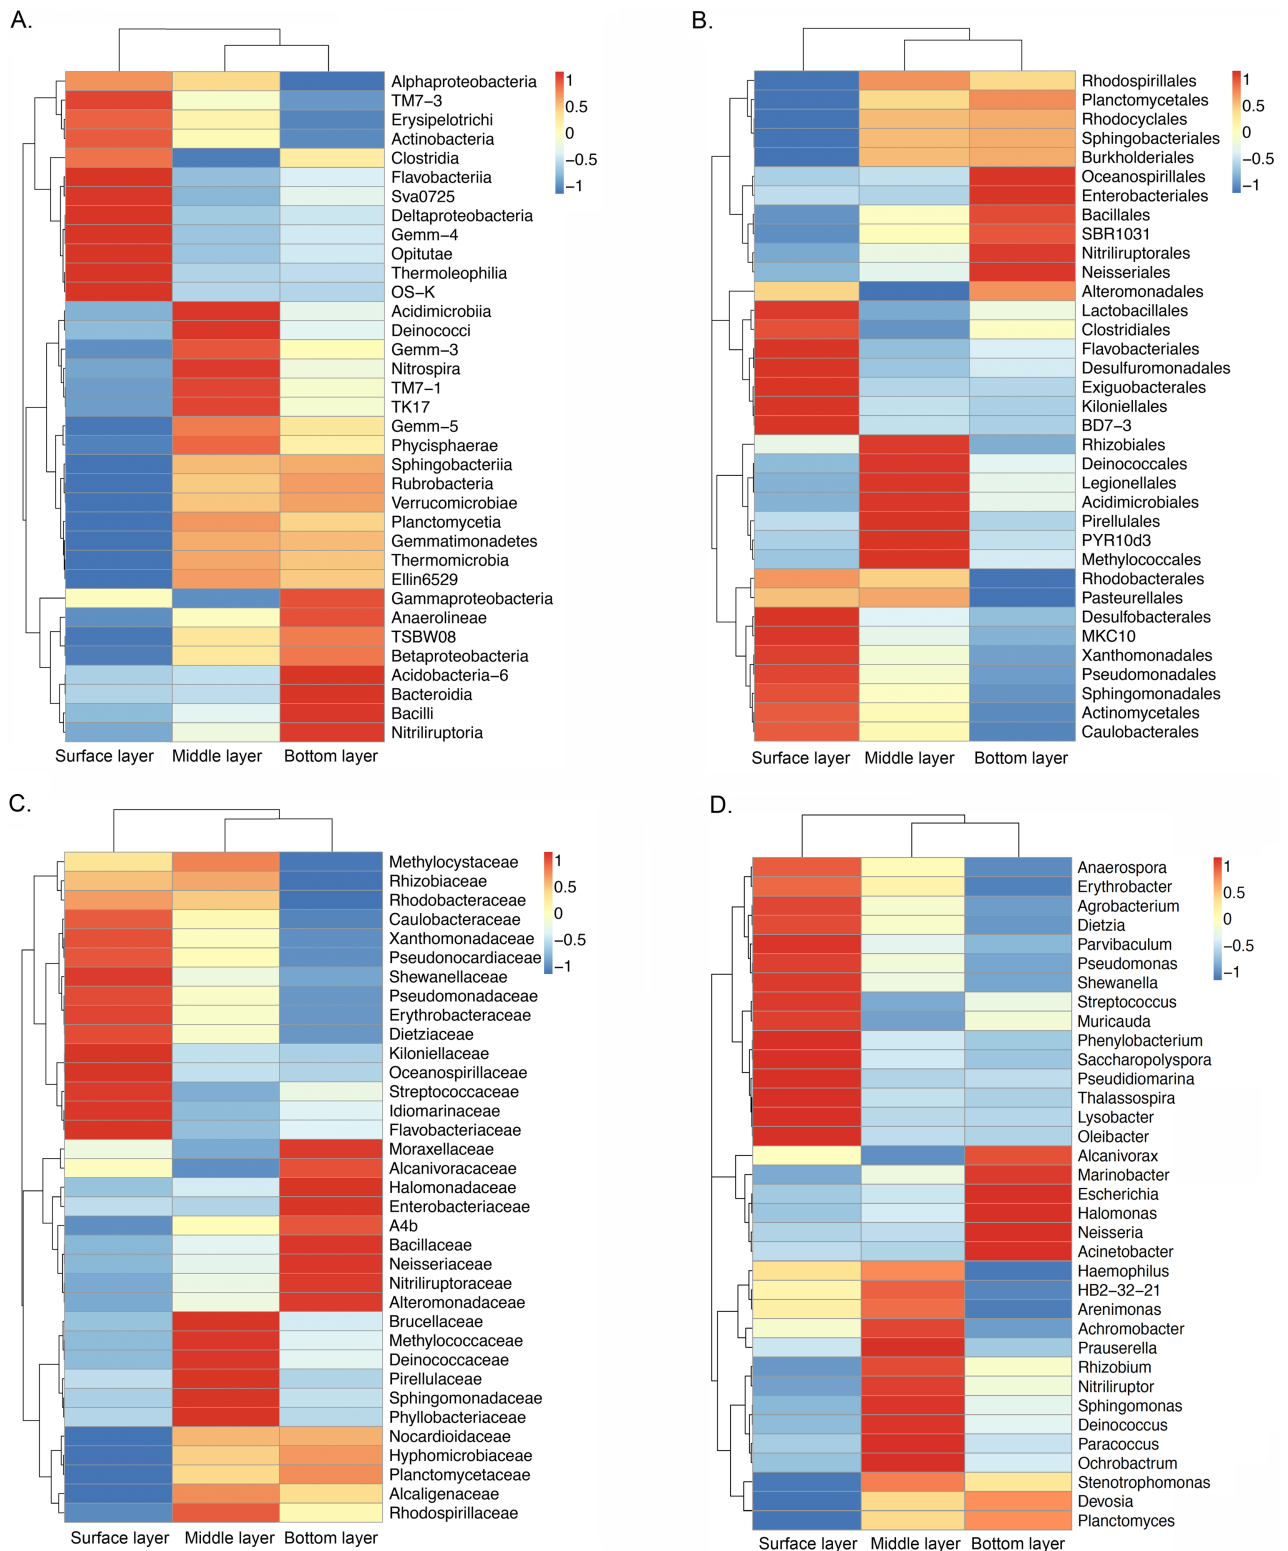 A.
Alphaproteobacteria
TM7−3
Erysipelotrichi
Actinobacteria
Clostridia
Flavobacteriia
Sva0725
Deltaproteobacteria
Gemm−4
Opitutae
Thermoleophilia
OS−K
Acidimicrobiia
Deinococci
Gemm−3
Nitrospira
TM7−1
TK17
Gemm−5
Phycisphaerae
Sphingobacteriia
Rubrobacteria
Verrucomicrobiae
Planctomycetia
Gemmatimonadetes
Thermomicrobia
Ellin6529
Gammaproteobacteria
Anaerolineae
TSBW08
Betaproteobacteria
Acidobacteria−6
Bacteroidia
Bacilli
Nitriliruptoria
1
0.5
0
−0.5
−1
Surface layer Middle layer Bottom layer
B.
Rhodospirillales
Planctomycetales
Rhodocyclales
Sphingobacteriales
Burkholderiales
Oceanospirillales
Enterobacteriales
Bacillales
SBR1031
Nitriliruptorales
Neisseriales
Alteromonadales
Lactobacillales
Clostridiales
Flavobacteriales
Desulfuromonadales
Exiguobacterales
Kiloniellales
BD7−3
Rhizobiales
Deinococcales
Legionellales
Acidimicrobiales
Pirellulales
PYR10d3
Methylococcales
Rhodobacterales
Pasteurellales
Desulfobacterales
MKC10
Xanthomonadales
Pseudomonadales
Sphingomonadales
Actinomycetales
Caulobacterales
1
0.5
0
−0.5
−1
Surface layer Middle layer Bottom layer
C.
Methylocystaceae
Rhizobiaceae
Rhodobacteraceae
Caulobacteraceae
Xanthomonadaceae
Pseudonocardiaceae
Shewanellaceae
Pseudomonadaceae
Erythrobacteraceae
Dietziaceae
Kiloniellaceae
Oceanospirillaceae
Streptococcaceae
Idiomarinaceae
Flavobacteriaceae
Moraxellaceae
Alcanivoracaceae
Halomonadaceae
Enterobacteriaceae
A4b
Bacillaceae
Neisseriaceae
Nitriliruptoraceae
Alteromonadaceae
Brucellaceae
Methylococcaceae
Deinococcaceae
Pirellulaceae
Sphingomonadaceae
Phyllobacteriaceae
Nocardioidaceae
Hyphomicrobiaceae
Planctomycetaceae
Alcaligenaceae
Rhodospirillaceae
1
0.5
0
−0.5
−1
Surface layer Middle layer Bottom layer
D.
Anaerospora
Erythrobacter
Agrobacterium
Dietzia
Parvibaculum
Pseudomonas
Shewanella
Streptococcus
Muricauda
Phenylobacterium
Saccharopolyspora
Pseudidiomarina
Thalassospira
Lysobacter
Oleibacter
Alcanivorax
Marinobacter
Escherichia
Halomonas
Neisseria
Acinetobacter
Haemophilus
HB2−32−21
Arenimonas
Achromobacter
Prauserella
Rhizobium
Nitriliruptor
Sphingomonas
Deinococcus
Paracoccus
Ochrobactrum
Stenotrophomonas
Devosia
Planctomyces
1
0.5
0
−0.5
−1
Surface layer Middle layer Bottom layer